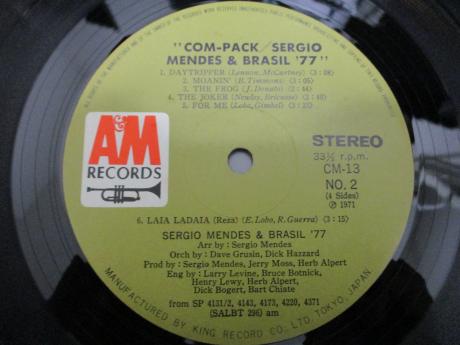 "COM-PACK/SERGIO
MENDES & BRASIL '77"
1. DAYTRIPPER (Lennon, McCartney) (3:08)
2. MOANIN' (B. Timmons) (3:05)
3. THE FROG (J. Donato) (2:44)
4. THE JOKER (Newley, Bricusse) (2:40)
5. FOR ME (Lobo, Gimbel) (3:23)
A&M
RECORDS
STEREO
33⅓ r.p.m.
CM-13
NO. 2
(4 Sides)
℗ 1971
6. LAIA LADAIA (Reza) (E. Lobo, R. Guerra) (3:15)
SERGIO MENDES & BRASIL '77
Arr by: Sergio Mendes
Orch by: Dave Grusin, Dick Hazzard
Prod by: Sergio Mendes, Jerry Moss, Herb Alpert
Eng by: Larry Levine, Bruce Botnick,
Henry Lewy, Herb Alpert,
Dick Bogert, Bart Chiate
from SP 4131/2, 4143, 4173, 4220, 4371
(SALBT 296) am
MANUFACTURED BY KING RECORD CO. LTD. TOKYO, JAPAN